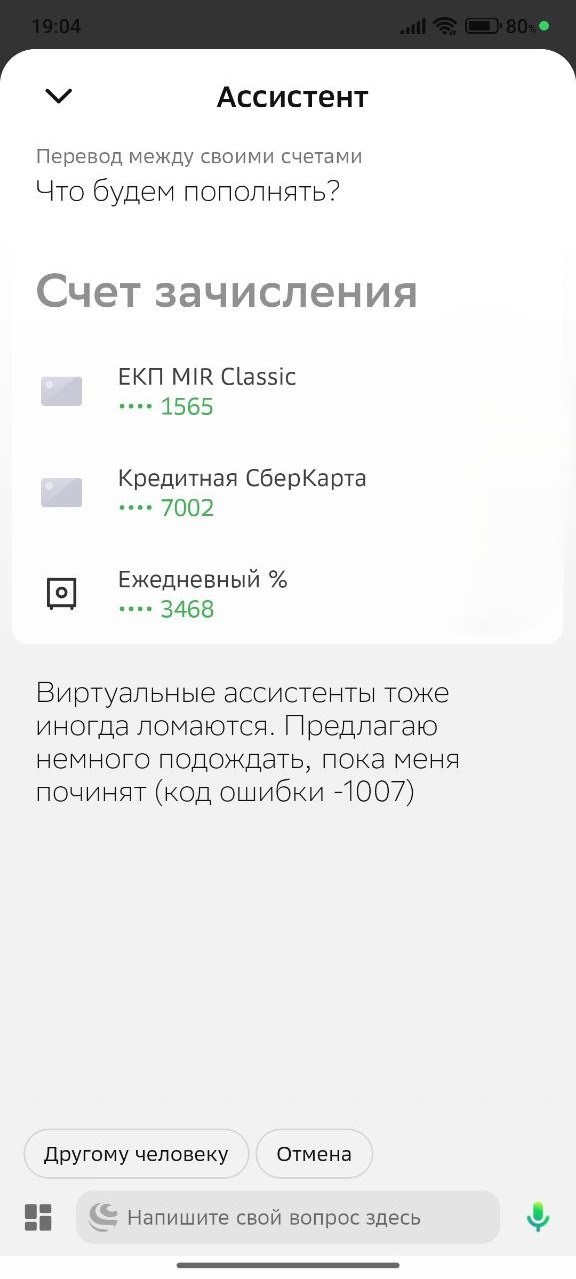 19:04
80%
Ассистент
Перевод между своими счетами
Что будем пополнять?
Счет зачисления
ЕКП MIR Classic
•••• 1565
Кредитная СберКарта
•••• 7002
Ежедневный %
•••• 3468
Виртуальные ассистенты тоже
иногда ломаются. Предлагаю
немного подождать, пока меня
починят (код ошибки -1007)
Другому человеку
Отмена
Напишите свой вопрос здесь